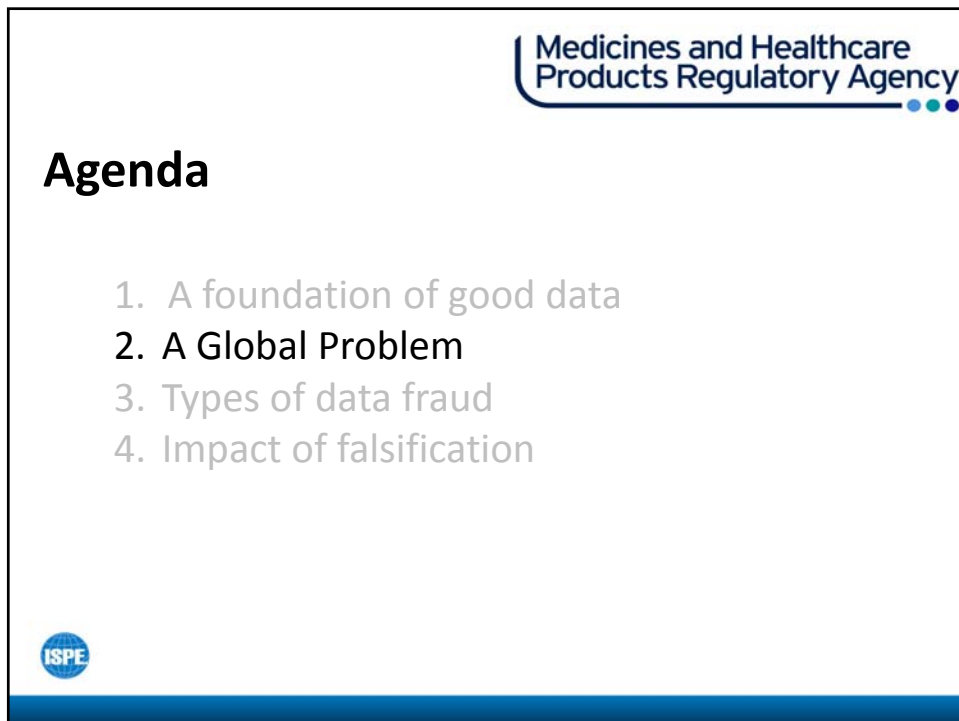 Medicines and Healthcare
Products Regulatory Agency
Agenda
1. A foundation of good data
2. A Global Problem
3. Types of data fraud
4. Impact of falsification
ISPE